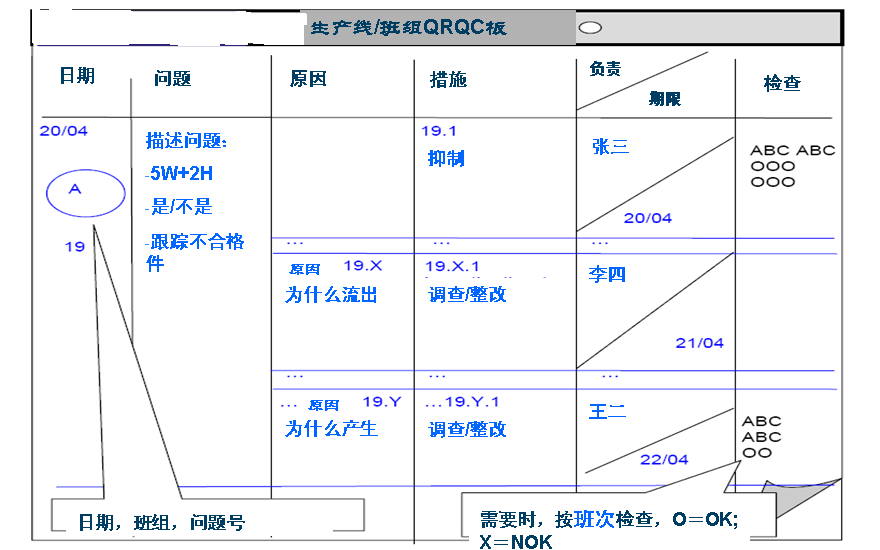 生产线/班组QRQC板
日期
问题
原因
措施
负责
期限
检查
20/04
A
19
描述问题：
-5W+2H
-是/不是
-跟踪不合格
件
19.1
抑制
张三
20/04
ABC ABC
OOO
OOO
...
...
...
原因 19.X
为什么流出
19.X.1
调查/整改
李四
21/04
...
...
...
... 原因 19.Y
为什么产生
...19.Y.1
调查/整改
王二
22/04
ABC
ABC
OO
日期，班组，问题号
需要时，按班次检查，O＝OK;
X＝NOK